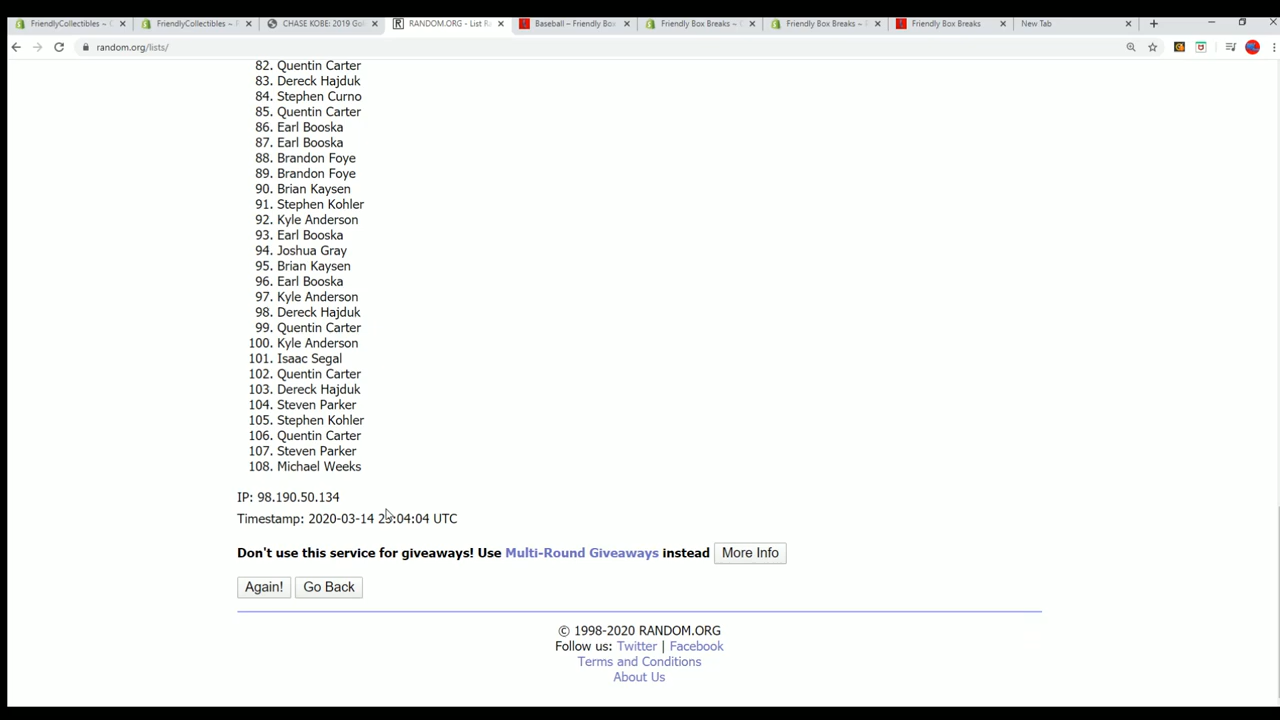 FriendlyCollectibles ~
FriendlyCollectibles ~
CHASE KOBE: 2019 Go
RANDOM.ORG - List R
Baseball – Friendly Box
Friendly Box Breaks ~
Friendly Box Breaks ~
Friendly Box Breaks
New Tab
random.org/lists/
82. Quentin Carter
83. Dereck Hajduk
84. Stephen Curno
85. Quentin Carter
86. Earl Booska
87. Earl Booska
88. Brandon Foye
89. Brandon Foye
90. Brian Kaysen
91. Stephen Kohler
92. Kyle Anderson
93. Earl Booska
94. Joshua Gray
95. Brian Kaysen
96. Earl Booska
97. Kyle Anderson
98. Dereck Hajduk
99. Quentin Carter
100. Kyle Anderson
101. Isaac Segal
102. Quentin Carter
103. Dereck Hajduk
104. Steven Parker
105. Stephen Kohler
106. Quentin Carter
107. Steven Parker
108. Michael Weeks
IP: 98.190.50.134
Timestamp: 2020-03-14 23:04:04 UTC
Don't use this service for giveaways! Use Multi-Round Giveaways instead More Info
Again! Go Back
© 1998-2020 RANDOM.ORG
Follow us: Twitter | Facebook
Terms and Conditions
About Us